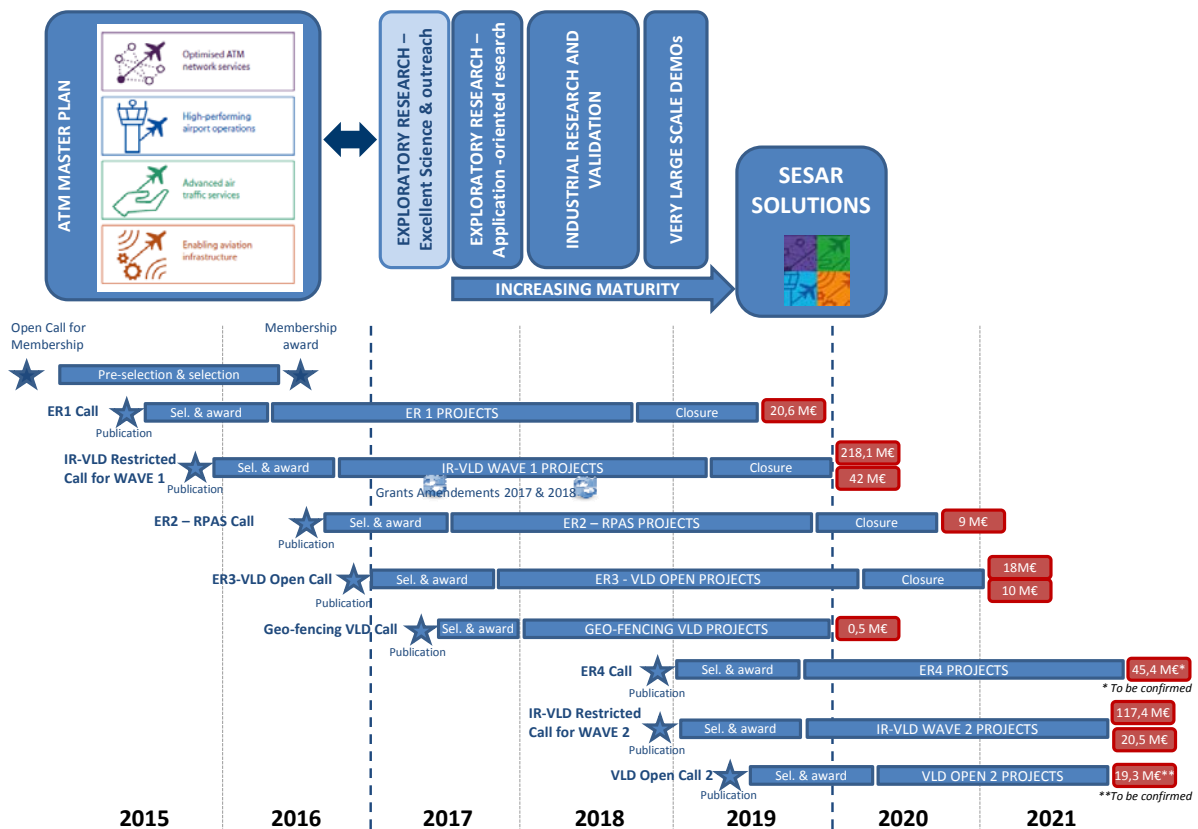 ATM MASTER PLAN
Optimised ATM
network services
High-performing
airport operations
Advanced air
traffic services
Enabling aviation
infrastructure
EXPLORATORY RESEARCH –
Excellent Science & outreach
EXPLORATORY RESEARCH –
Application -oriented research
INDUSTRIAL RESEARCH AND
VALIDATION
VERY LARGE SCALE DEMOs
SESAR
SOLUTIONS
INCREASING MATURITY
Open Call for
Membership
Membership
award
Pre-selection & selection
ER1 Call
Publication
Sel. & award
ER 1 PROJECTS
Closure
20,6 M€
IR-VLD Restricted
Call for WAVE 1
Publication
Sel. & award
IR-VLD WAVE 1 PROJECTS
Closure
218,1 M€
42 M€
Grants Amendements 2017 & 2018
ER2 – RPAS Call
Publication
Sel. & award
ER2 – RPAS PROJECTS
Closure
9 M€
ER3-VLD Open Call
Publication
Sel. & award
ER3 - VLD OPEN PROJECTS
Closure
18M€
10 M€
Geo-fencing VLD Call
Publication
Sel. & award
GEO-FENCING VLD PROJECTS
0,5 M€
ER4 Call
Publication
Sel. & award
ER4 PROJECTS
45,4 M€*
* To be confirmed
IR-VLD Restricted
Call for WAVE 2
Publication
Sel. & award
IR-VLD WAVE 2 PROJECTS
117,4 M€
20,5 M€
VLD Open Call 2
Publication
Sel. & award
VLD OPEN 2 PROJECTS
19,3 M€**
**To be confirmed
2015
2016
2017
2018
2019
2020
2021